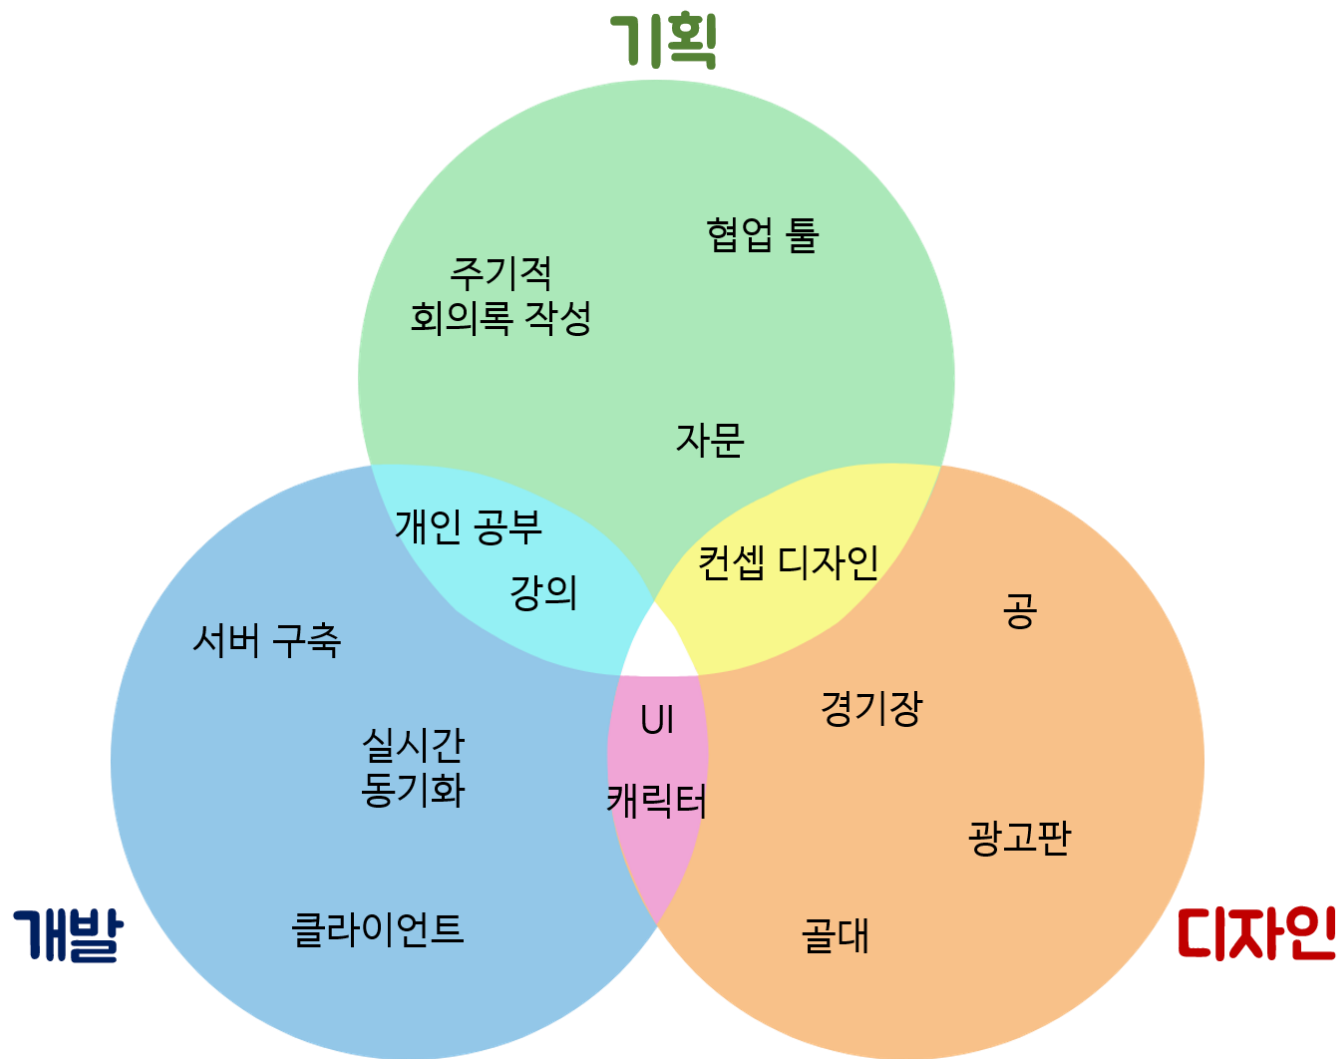 기획
협업 툴
주기적
회의록 작성
자문
개인 공부
강의
컨셉 디자인
공
서버 구축
경기장
UI
실시간
동기화
캐릭터
광고판
클라이언트
골대
개발
디자인